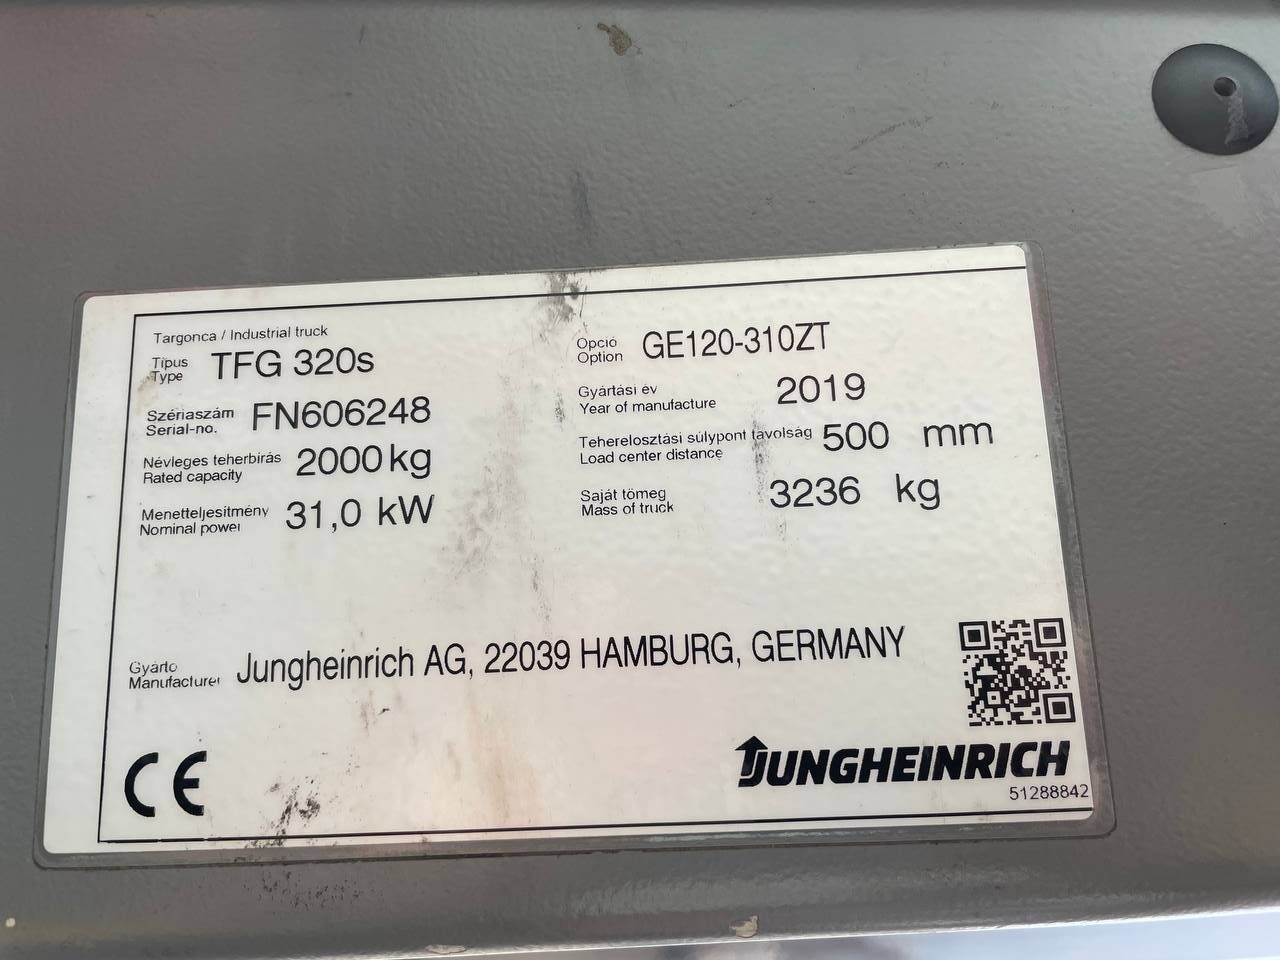 Targonca / Industrial truck
Típus
Type
TFG 320s
Opció
Option
GE120-310ZT
Szériaszám
Serial-no.
FN606248
Gyártási év
Year of manufacture
2019
Névleges teherbírás
Rated capacity
2000 kg
Teherelosztási súlypont távolság
Load center distance
500 mm
Menetteljesítmény
Nominal power
31,0 kW
Saját tömeg
Mass of truck
3236 kg
Gyártó
Manufacturer
Jungheinrich AG, 22039 HAMBURG, GERMANY
CE
JUNGHEINRICH
51288842